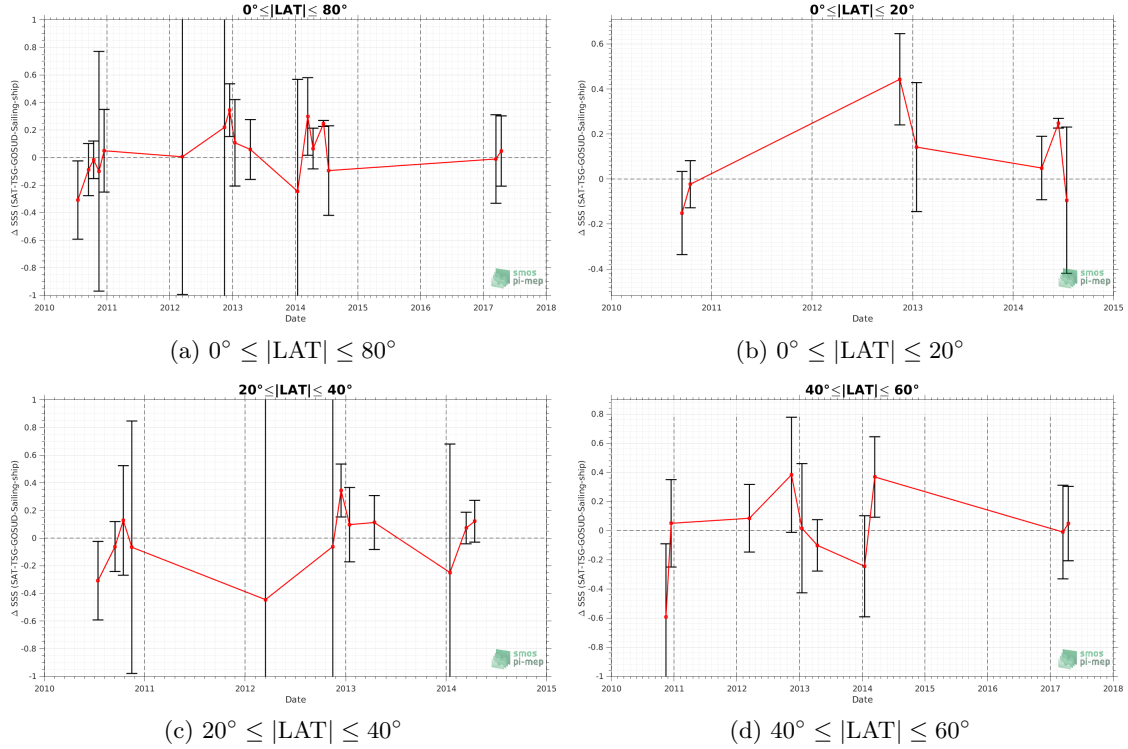 0°≤|LAT|≤ 80°
Δ SSS (SAT-TSG-GOSUD-Sailing-ship)
1
0.8
0.6
0.4
0.2
0
-0.2
-0.4
-0.6
-0.8
-1
2010 2011 2012 2013 2014 2015 2016 2017 2018
Date
smos
pi-mep
(a) 0° ≤ |LAT| ≤ 80°
0°≤|LAT|≤ 20°
Δ SSS (SAT-TSG-GOSUD-Sailing-ship)
0.6
0.4
0.2
0
-0.2
-0.4
2010 2011 2012 2013 2014 2015
Date
smos
pi-mep
(b) 0° ≤ |LAT| ≤ 20°
20°≤|LAT|≤ 40°
Δ SSS (SAT-TSG-GOSUD-Sailing-ship)
1
0.8
0.6
0.4
0.2
0
-0.2
-0.4
-0.6
-0.8
-1
2010 2011 2012 2013 2014 2015
Date
smos
pi-mep
(c) 20° ≤ |LAT| ≤ 40°
40°≤|LAT|≤ 60°
Δ SSS (SAT-TSG-GOSUD-Sailing-ship)
0.8
0.6
0.4
0.2
0
-0.2
-0.4
-0.6
-0.8
-1
2010 2011 2012 2013 2014 2015 2016 2017 2018
Date
smos
pi-mep
(d) 40° ≤ |LAT| ≤ 60°